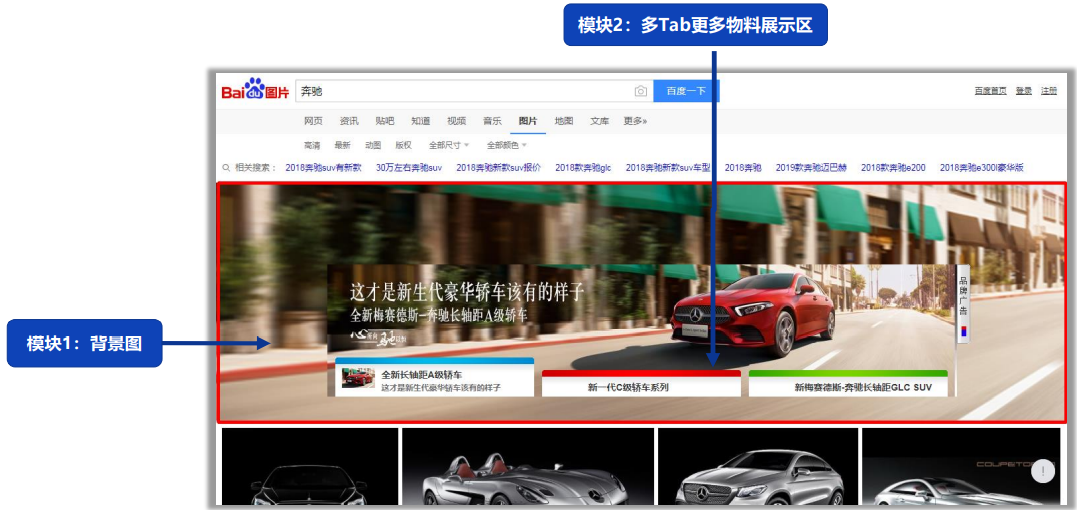 模块2：多Tab更多物料展示区
Bai du 图片
奔驰
百度一下
百度首页 登录 注册
网页 资讯 贴吧 知道 视频 音乐 图片 地图 文库 更多»
高清 最新 动图 版权 全部尺寸 全部颜色
相关搜索： 2018奔驰suv有新款 30万左右奔驰suv 2018奔驰新款suv报价 2018款奔驰glc 2018奔驰新款suv车型 2018奔驰 2019款奔驰迈巴赫 2018款奔驰e200 2018奔驰e300l豪华版
这才是新生代豪华轿车该有的样子
全新梅赛德斯-奔驰长轴距A级轿车
品牌广告
模块1：背景图
全新长轴距A级轿车
这才是新生代豪华轿车该有的样子
新一代C级轿车系列
新梅赛德斯-奔驰长轴距GLC SUV